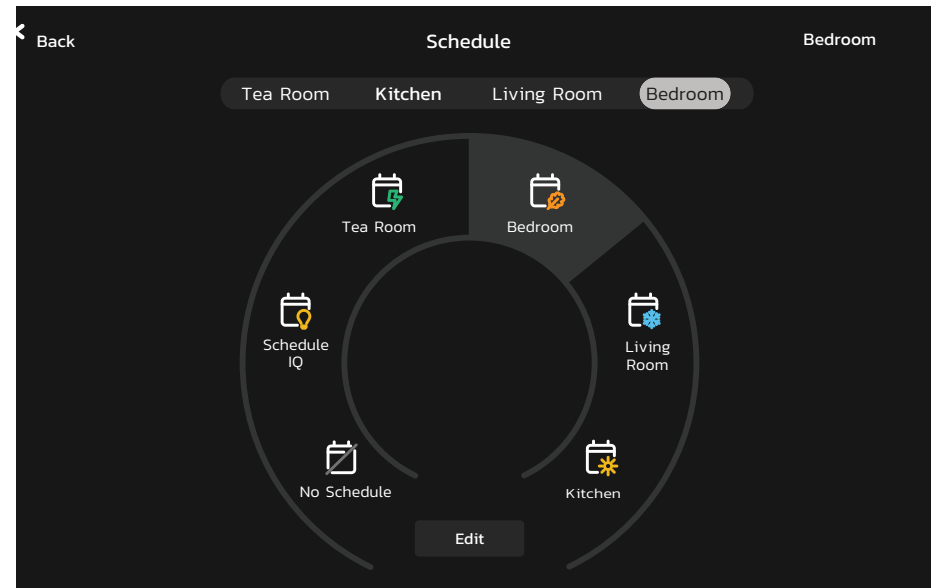 Back
Schedule
Bedroom
Tea Room
Kitchen
Living Room
Bedroom
Tea Room
Bedroom
Schedule
IQ
Living
Room
No Schedule
Kitchen
Edit